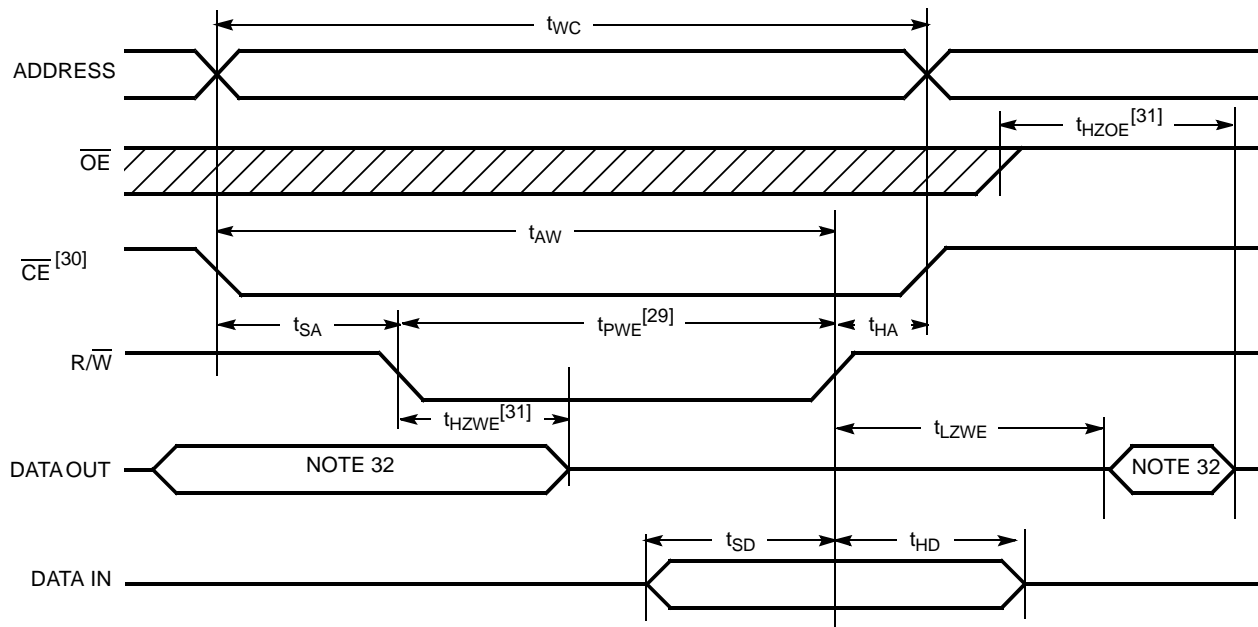 tWC
ADDRESS
tHZOE[31]
OE
tAW
CE [30]
tSA
tPWE[29]
tHA
R/W
tHZWE[31]
tLZWE
DATA OUT
NOTE 32
NOTE 32
tSD
tHD
DATA IN